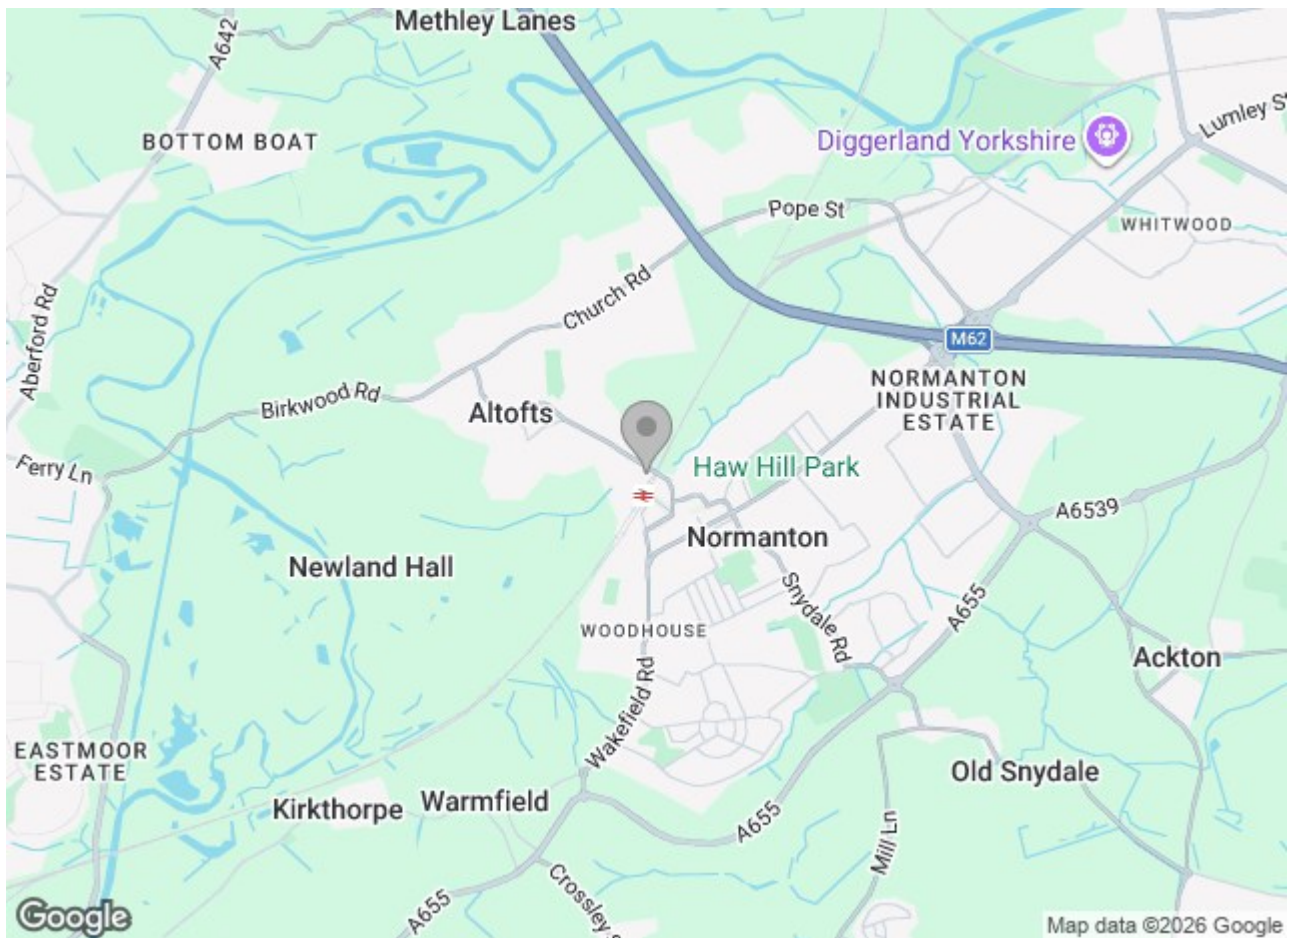 Methley Lanes
A642
BOTTOM BOAT
Diggerland Yorkshire
Lumley St
Pope St
WHITWOOD
Church Rd
Aberford Rd
M62
NORMANTON
INDUSTRIAL
ESTATE
Birkwood Rd
Altofts
Ferry Ln
Haw Hill Park
A6539
Normanton
Newland Hall
Snydale Rd
A655
WOODHOUSE
Ackton
Wakefield Rd
EASTMOOR
ESTATE
Old Snydale
Kirkthorpe
Warmfield
A655
Mill Ln
A655
Crossley S
Google
Map data ©2026 Google